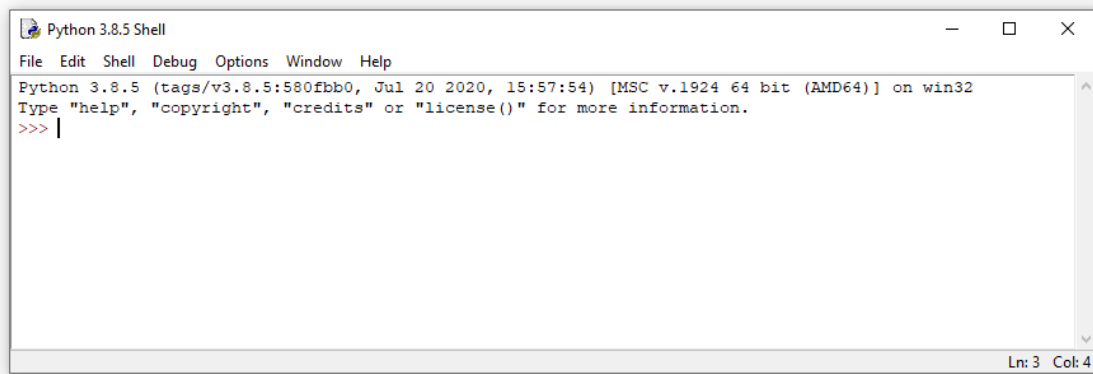 Python 3.8.5 Shell
File Edit Shell Debug Options Window Help
Python 3.8.5 (tags/v3.8.5:580fbb0, Jul 20 2020, 15:57:54) [MSC v.1924 64 bit (AMD64)] on win32
Type "help", "copyright", "credits" or "license()" for more information.
>>>
Ln: 3 Col: 4